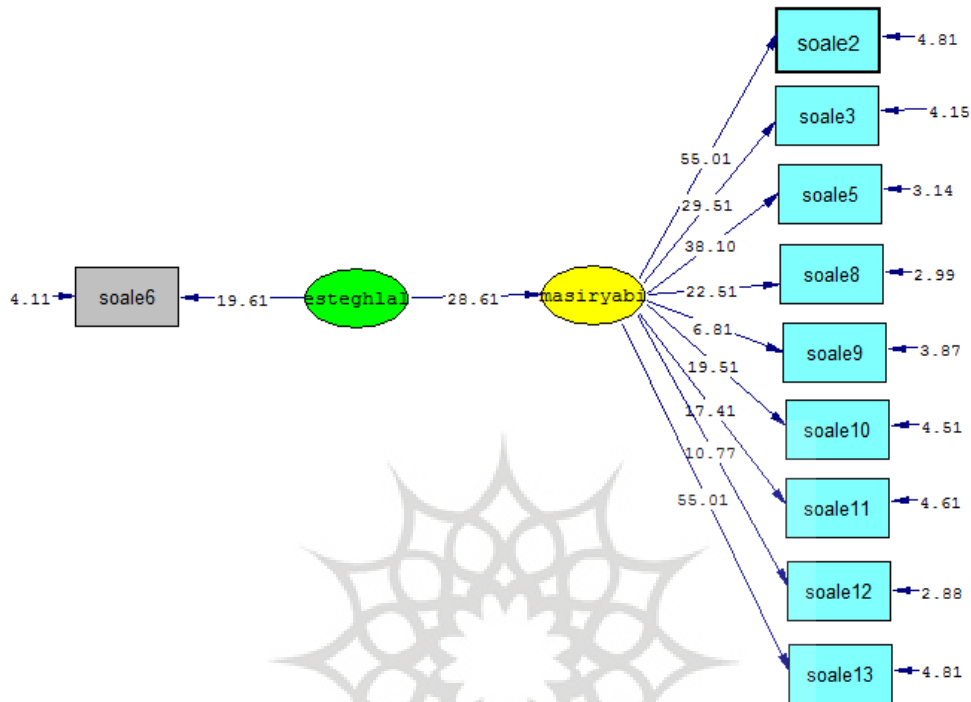 soale2
4.81
soale3
4.15
55.01
29.51
soale5
3.14
38.10
soale8
2.99
4.11
soale6
19.61
esteghlal
28.61
masiryabi
22.51
6.81
soale9
3.87
19.51
17.41
soale10
4.51
10.77
55.01
soale11
4.61
soale12
2.88
soale13
4.81